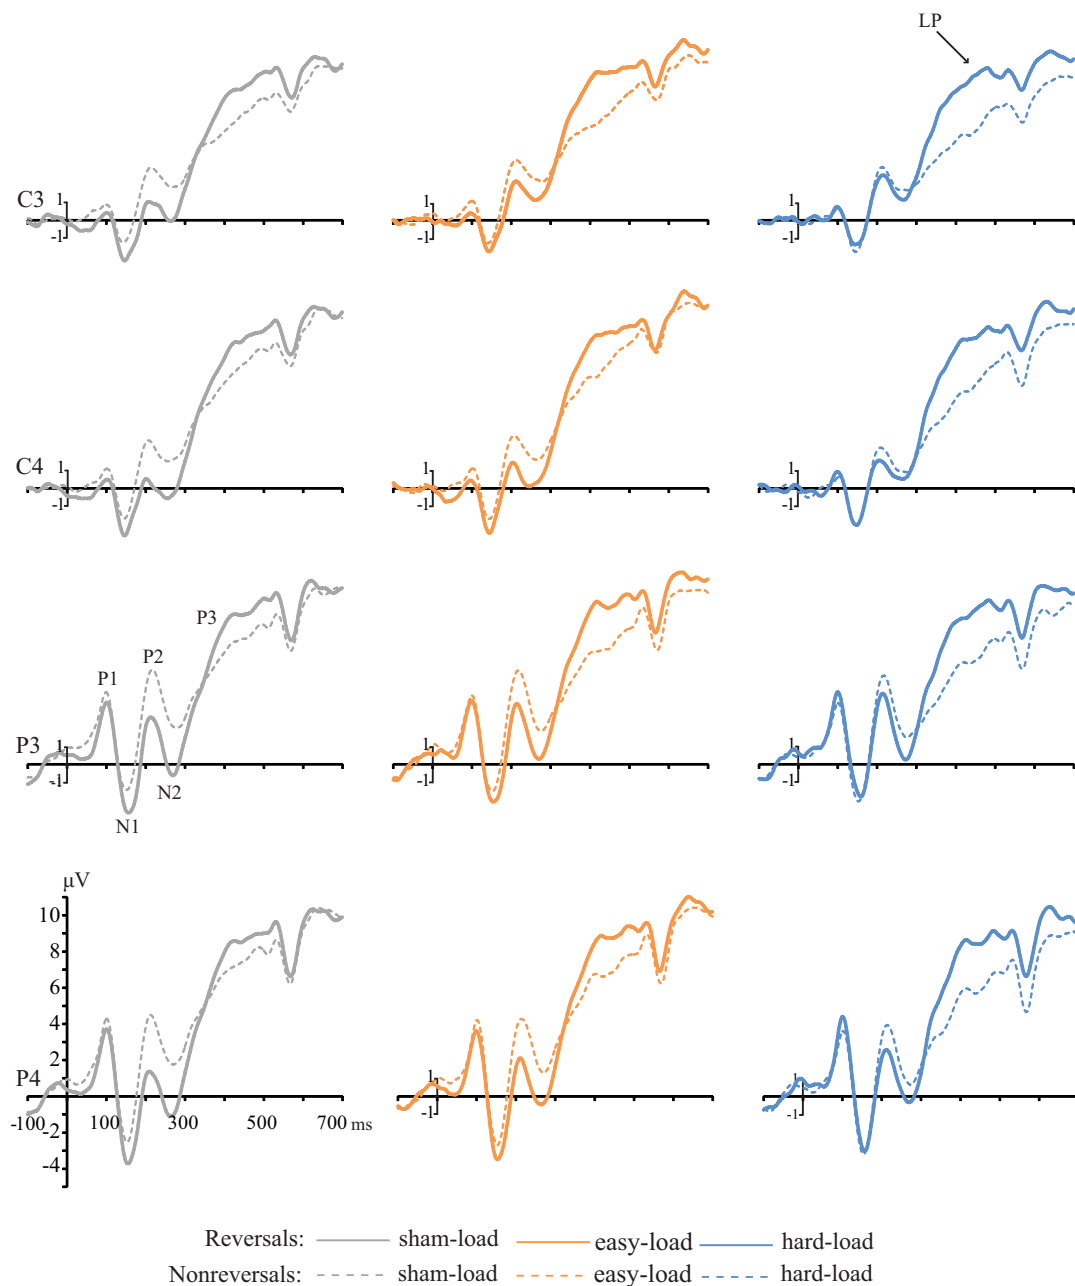 LP
C3
1
-1
1
-1
1
-1
C4
1
-1
1
-1
1
-1
P3
P2
P1
P3
1
-1
1
-1
1
-1
N2
N1
μV
10
8
6
4
2
P4
1
-1
1
-1
-100 100 300 500 700 ms
-2
-4
Reversals: sham-load easy-load hard-load
Nonreversals: sham-load easy-load hard-load